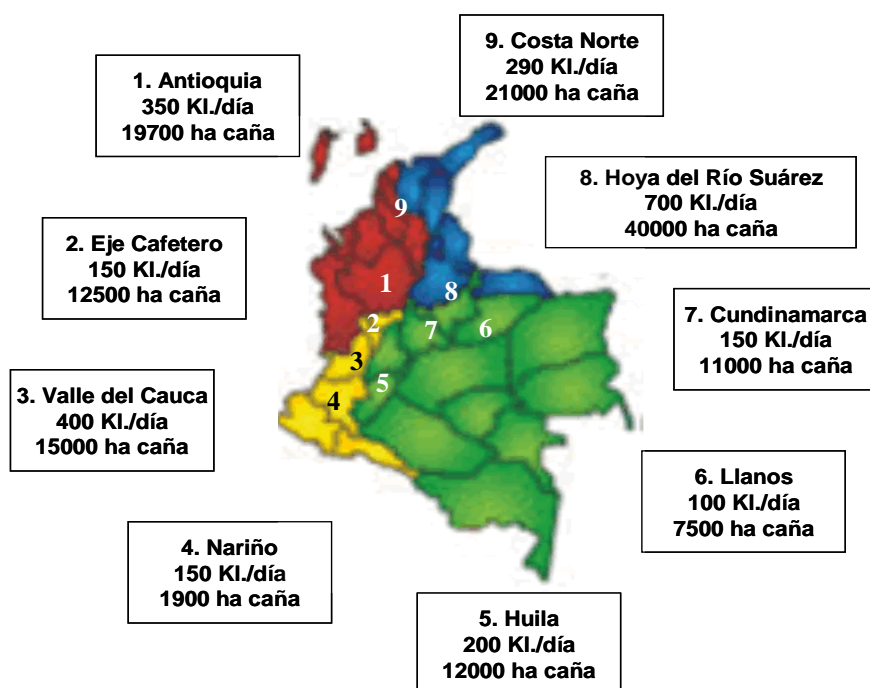 9. Costa Norte
290 Kl./día
21000 ha caña
1. Antioquia
350 Kl./día
19700 ha caña
8. Hoya del Río Suárez
700 Kl./día
40000 ha caña
2. Eje Cafetero
150 Kl./día
12500 ha caña
7. Cundinamarca
150 Kl./día
11000 ha caña
3. Valle del Cauca
400 Kl./día
15000 ha caña
6. Llanos
100 Kl./día
7500 ha caña
4. Nariño
150 Kl./día
1900 ha caña
5. Huila
200 Kl./día
12000 ha caña
9
1
8
2
7
6
3
5
4